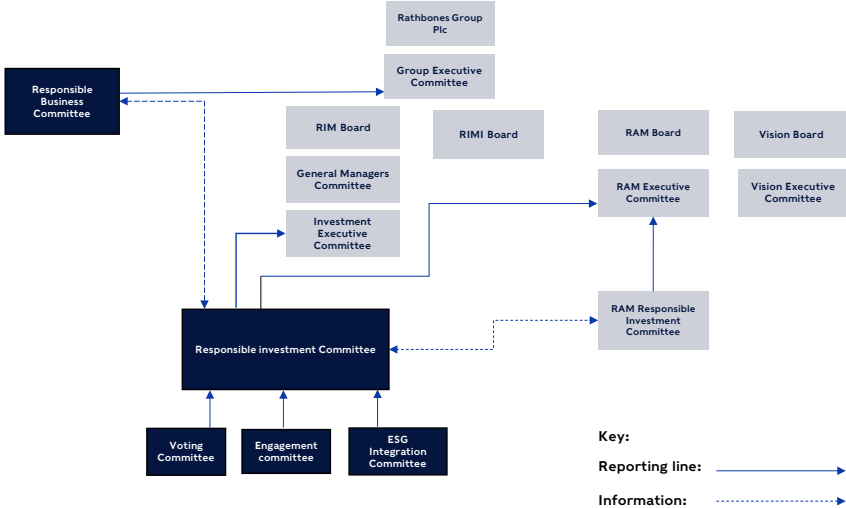 Rathbones Group
Plc
Group Executive
Committee
Responsible
Business
Committee
RIM Board
RIMI Board
RAM Board
Vision Board
General Managers
Committee
RAM Executive
Committee
Vision Executive
Committee
Investment
Executive
Committee
RAM Responsible
Investment
Committee
Responsible investment Committee
Voting
Committee
Engagement
committee
ESG
Integration
Committee
Key:
Reporting line:
Information: